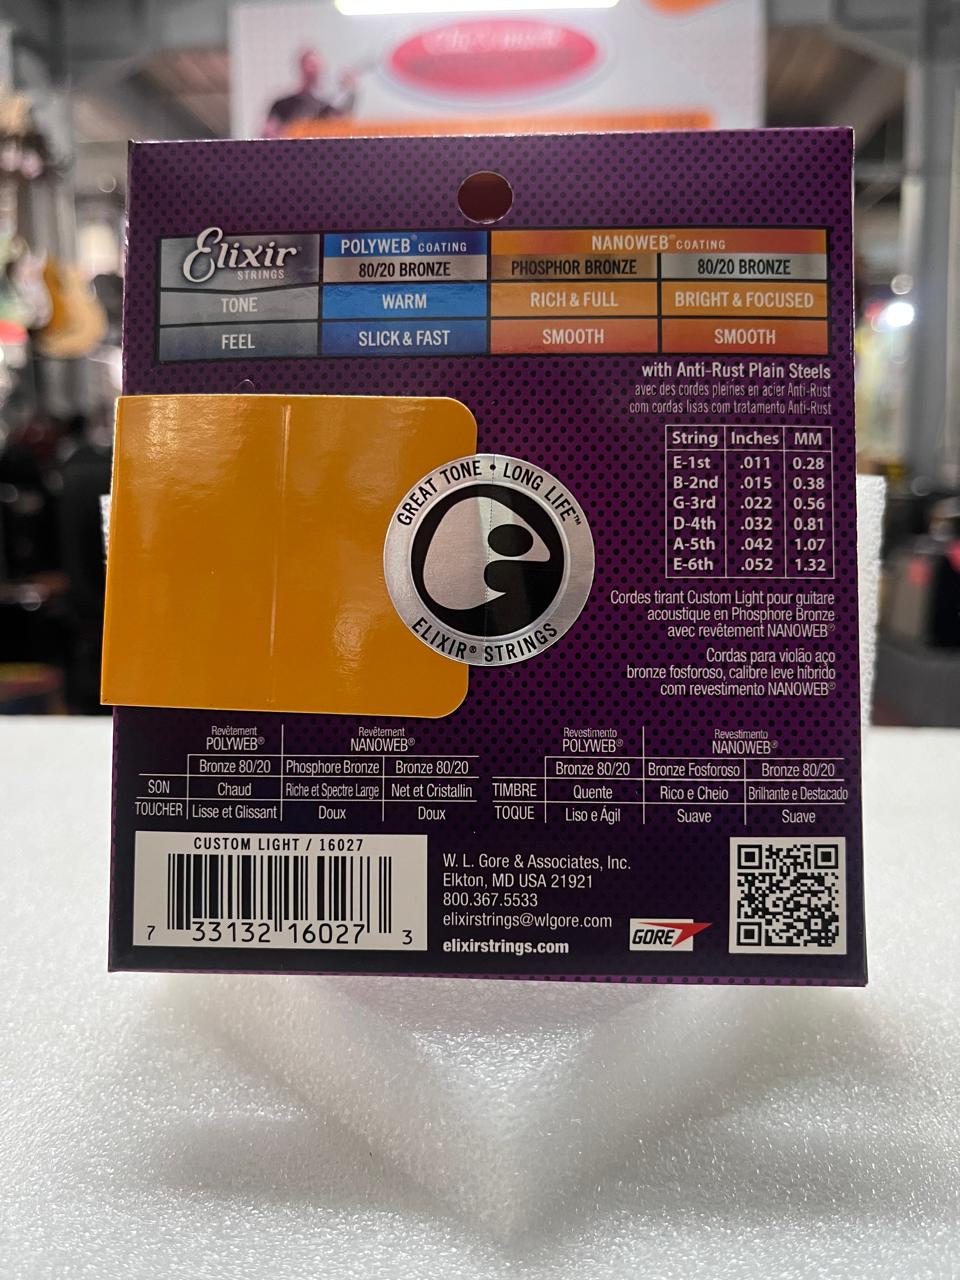 Elixir®
STRINGS
POLYWEB® COATING
NANOWEB® COATING
80/20 BRONZE
PHOSPHOR BRONZE
80/20 BRONZE
TONE
WARM
RICH & FULL
BRIGHT & FOCUSED
FEEL
SLICK & FAST
SMOOTH
SMOOTH
with Anti-Rust Plain Steels
avec des cordes pleines en acier Anti-Rust
com cordas lisas com tratamento Anti-Rust
String Inches MM
E-1st .011 0.28
B-2nd .015 0.38
G-3rd .022 0.56
D-4th .032 0.81
A-5th .042 1.07
E-6th .052 1.32
GREAT TONE • LONG LIFE™
ELIXIR® STRINGS
Cordes tirant Custom Light pour guitare
acoustique en Phosphore Bronze
avec revêtement NANOWEB®
Cordas para violão aço
bronze fosforoso, calibre leve híbrido
com revestimento NANOWEB®
Revêtement
POLYWEB®
Revêtement
NANOWEB®
Bronze 80/20 Phosphore Bronze Bronze 80/20
SON Chaud Riche et Spectre Large Net et Cristallin
TOUCHER Lisse et Glissant Doux Doux
Revestimento
POLYWEB®
Revestimento
NANOWEB®
Bronze 80/20 Bronze Fosforoso Bronze 80/20
TIMBRE Quente Rico e Cheio Brilhante e Destacado
TOQUE Liso e Ágil Suave Suave
CUSTOM LIGHT / 16027
7 33132 16027 3
W. L. Gore & Associates, Inc.
Elkton, MD USA 21921
800.367.5533
elixirstrings@wlgore.com
elixirstrings.com
GORE